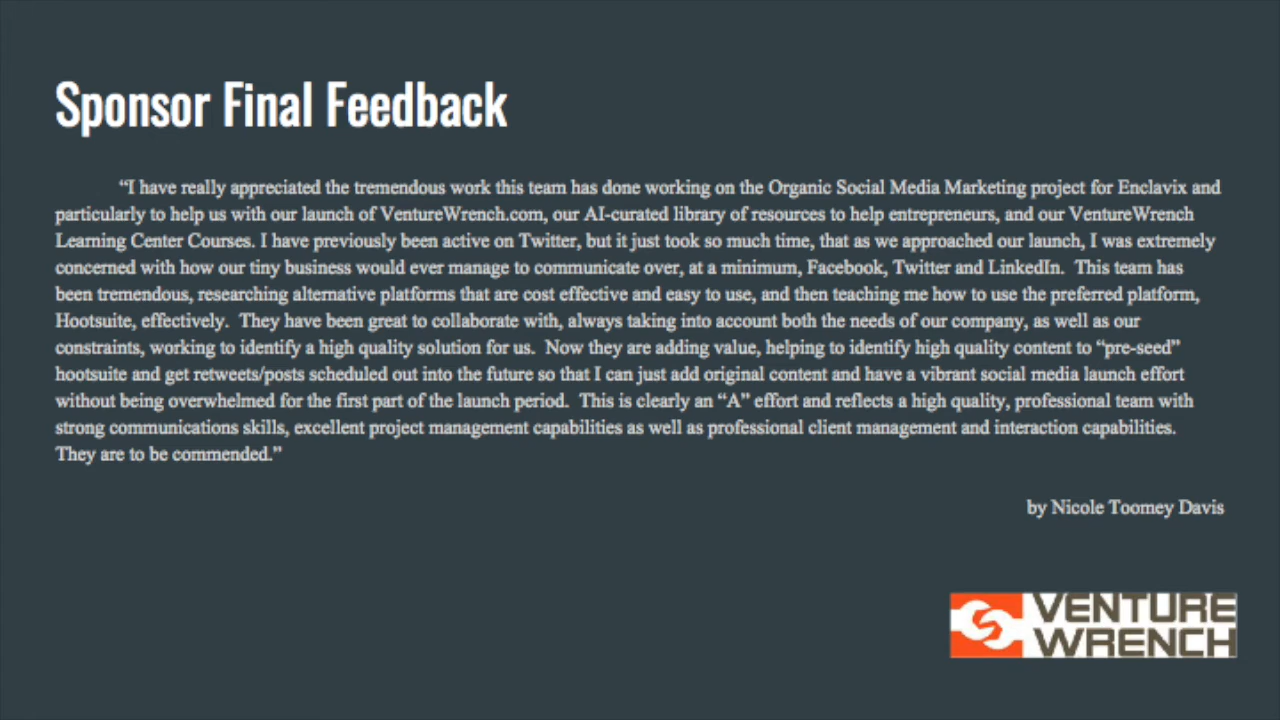 Sponsor Final Feedback
“I have really appreciated the tremendous work this team has done working on the Organic Social Media Marketing project for Enclavix and
particularly to help us with our launch of VentureWrench.com, our AI-curated library of resources to help entrepreneurs, and our VentureWrench
Learning Center Courses. I have previously been active on Twitter, but it just took so much time, that as we approached our launch, I was extremely
concerned with how our tiny business would ever manage to communicate over, at a minimum, Facebook, Twitter and LinkedIn.  This team has
been tremendous, researching alternative platforms that are cost effective and easy to use, and then teaching me how to use the preferred platform,
Hootsuite, effectively.  They have been great to collaborate with, always taking into account both the needs of our company, as well as our
constraints, working to identify a high quality solution for us.  Now they are adding value, helping to identify high quality content to “pre-seed”
hootsuite and get retweets/posts scheduled out into the future so that I can just add original content and have a vibrant social media launch effort
without being overwhelmed for the first part of the launch period.  This is clearly an “A” effort and reflects a high quality, professional team with
strong communications skills, excellent project management capabilities as well as professional client management and interaction capabilities.
They are to be commended.”
by Nicole Toomey Davis
VENTURE
WRENCH